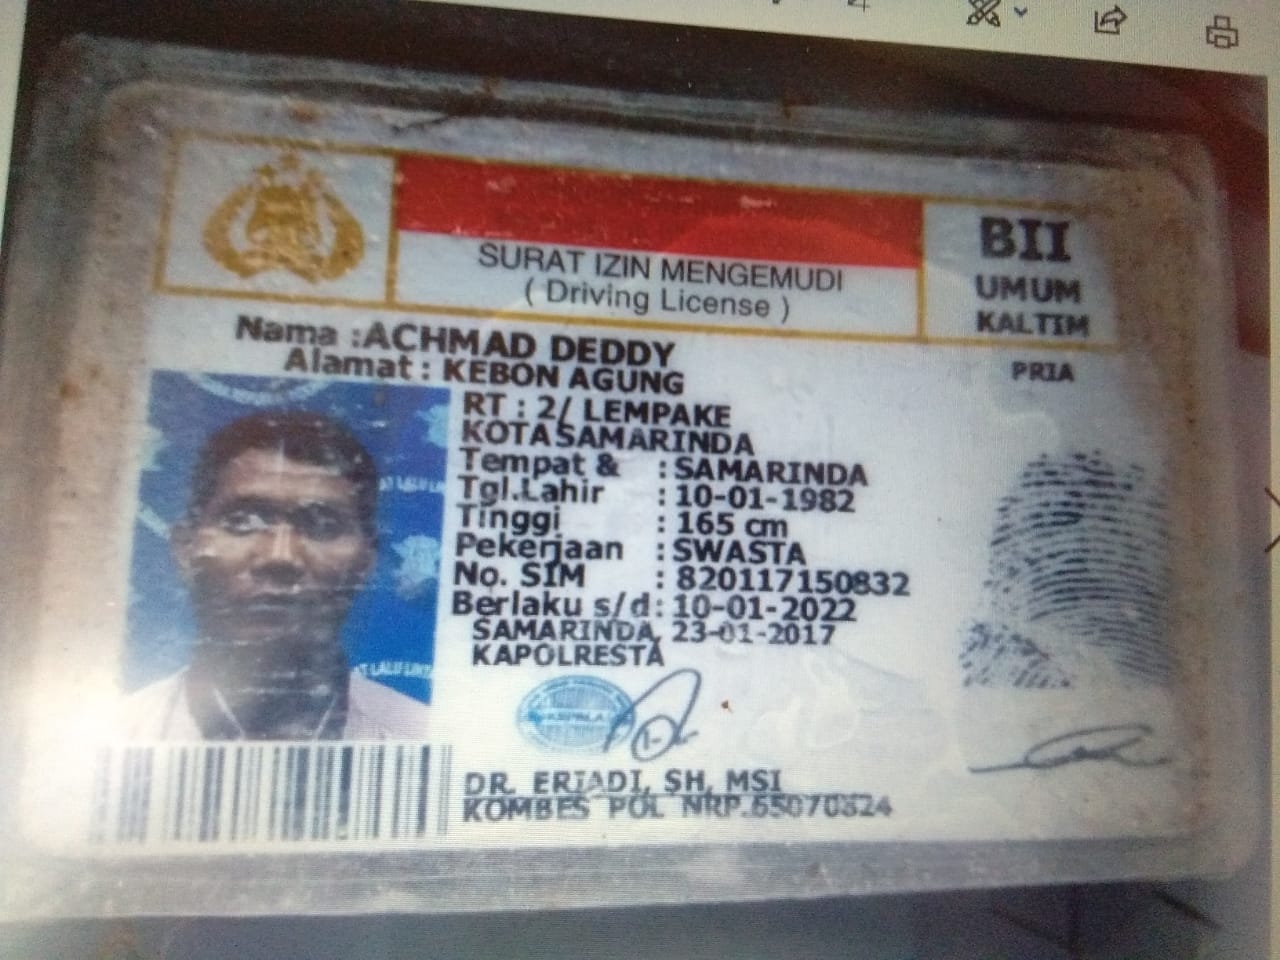 BII
UMUM
KALTIM
SURAT IZIN MENGEMUDI
( Driving License )
Nama : ACHMAD DEDDY
Alamat : KEBON AGUNG
PRIA
RT : 2/ LEMPAKE
KOTA SAMARINDA
Tempat & : SAMARINDA
Tgl.Lahir : 10-01-1982
Tinggi : 165 cm
Pekerjaan : SWASTA
No. SIM : 820117150832
Berlaku s/d : 10-01-2022
SAMARINDA, 23-01-2017
KAPOLRESTA
DR. ERIADI, SH, MSI
KOMBES POL NRP.65070824